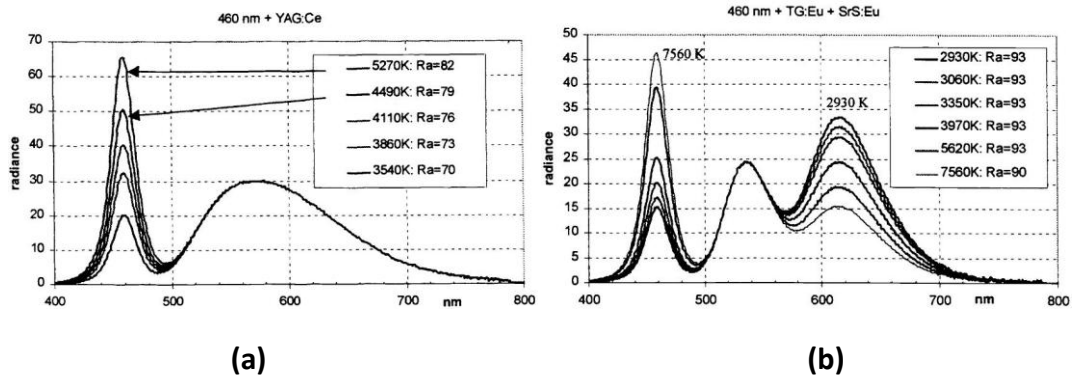 460 nm + YAG:Ce
70
60
50
40
30
20
10
0
radiance
5270K: Ra=82
4490K: Ra=79
4110K: Ra=76
3860K: Ra=73
3540K: Ra=70
400 500 600 700 nm 800
(a)
460 nm + TG:Eu + SrS:Eu
50
45
40
35
30
25
20
15
10
5
0
radiance
7560K
2930 K
2930K: Ra=93
3060K: Ra=93
3350K: Ra=93
3970K: Ra=93
5620K: Ra=93
7560K: Ra=90
400 500 600 700 nm 800
(b)